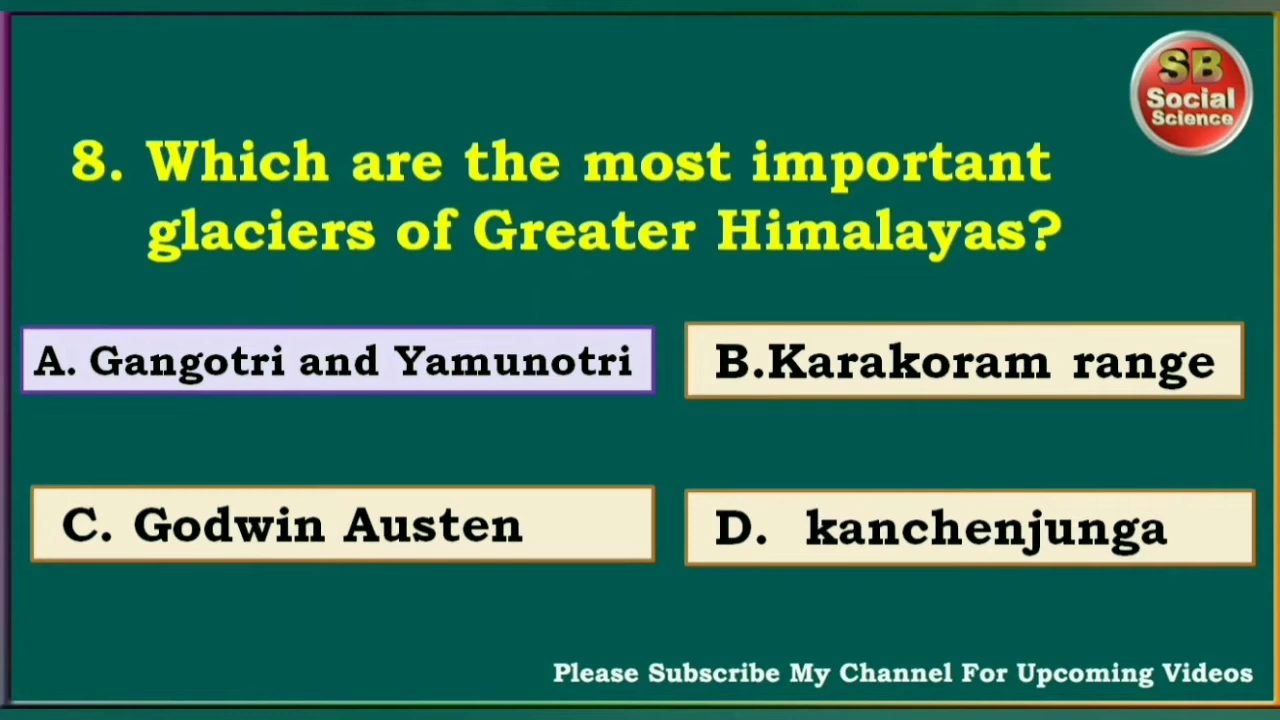 SB
Social
Science
8. Which are the most important
glaciers of Greater Himalayas?
A. Gangotri and Yamunotri
B.Karakoram range
C. Godwin Austen
D. kanchenjunga
Please Subscribe My Channel For Upcoming Videos